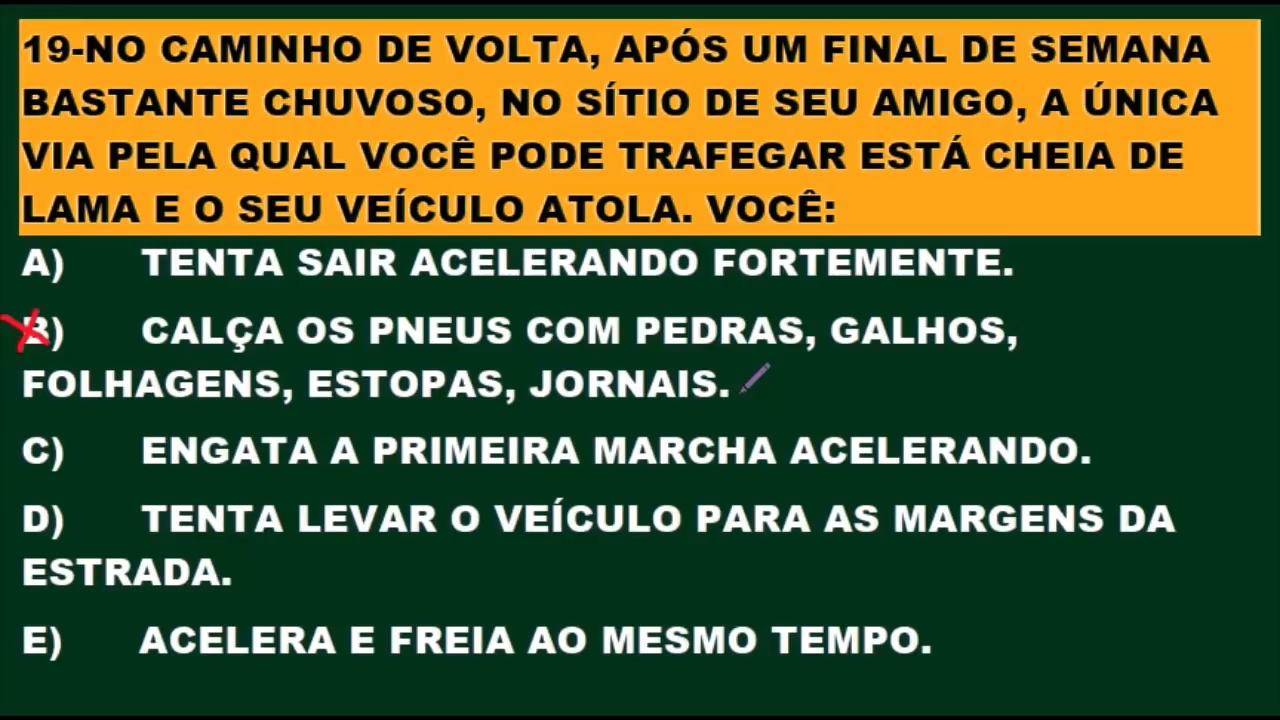 19-NO CAMINHO DE VOLTA, APÓS UM FINAL DE SEMANA
BASTANTE CHUVOSO, NO SÍTIO DE SEU AMIGO, A ÚNICA
VIA PELA QUAL VOCÊ PODE TRAFEGAR ESTÁ CHEIA DE
LAMA E O SEU VEÍCULO ATOLA. VOCÊ:
A) TENTA SAIR ACELERANDO FORTEMENTE.
B) CALÇA OS PNEUS COM PEDRAS, GALHOS,
FOLHAGENS, ESTOPAS, JORNAIS.
C) ENGATA A PRIMEIRA MARCHA ACELERANDO.
D) TENTA LEVAR O VEÍCULO PARA AS MARGENS DA
ESTRADA.
E) ACELERA E FREIA AO MESMO TEMPO.